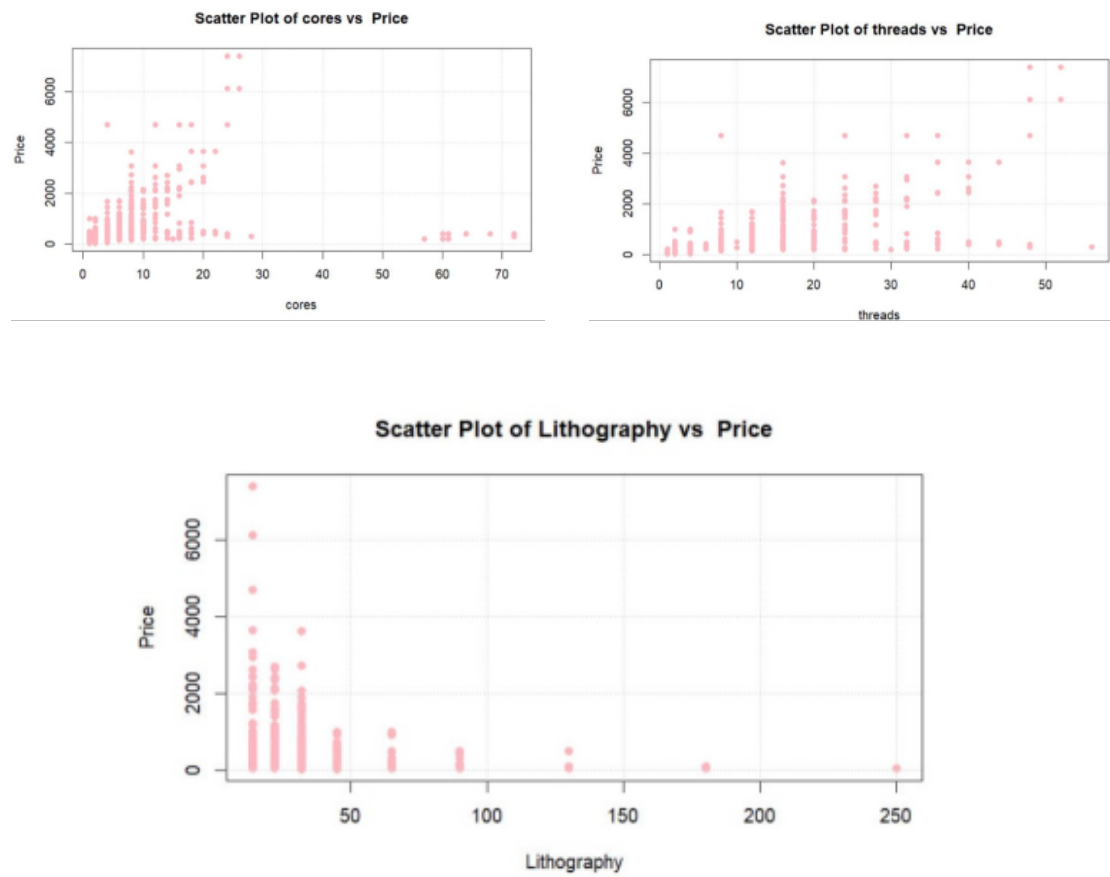 Scatter Plot of cores vs  Price
Price
0
2000
4000
6000
0 10 20 30 40 50 60 70
cores
Scatter Plot of threads vs  Price
Price
0
2000
4000
6000
0 10 20 30 40 50
threads
Scatter Plot of Lithography vs  Price
Price
0
2000
4000
6000
50 100 150 200 250
Lithography